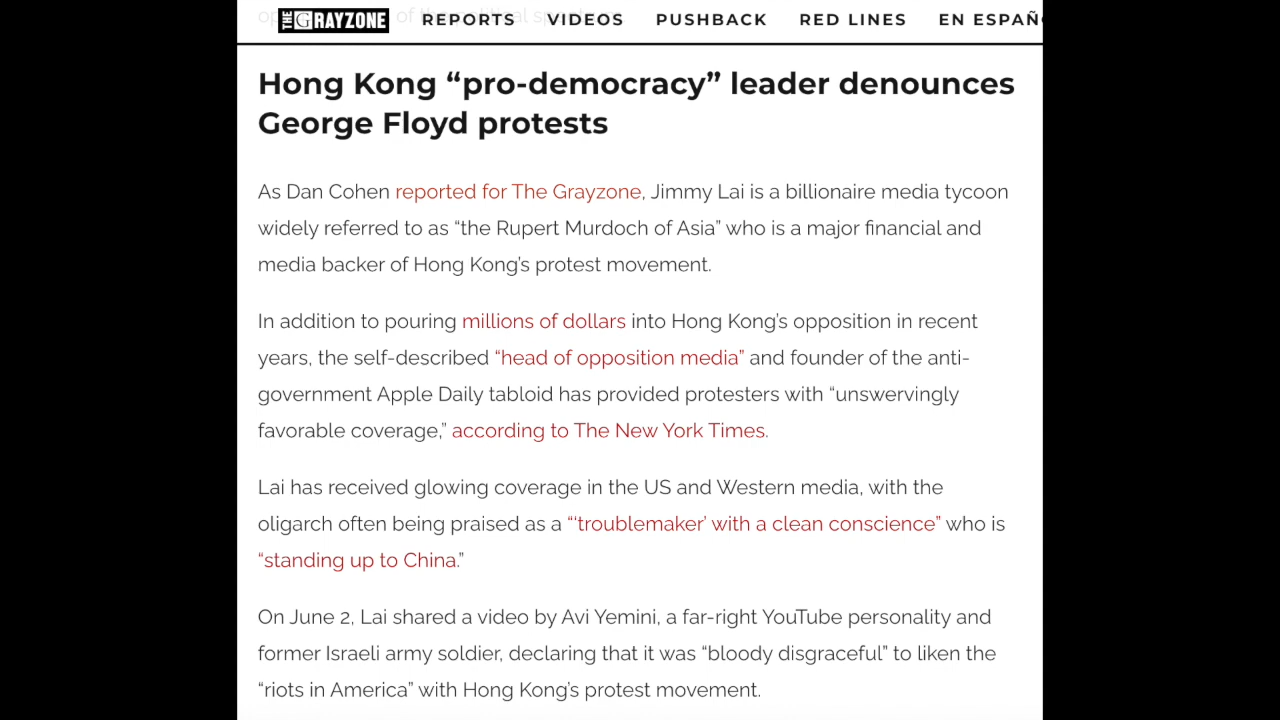 THE GRAYZONE REPORTS VIDEOS PUSHBACK RED LINES EN ESPAÑ
Hong Kong “pro-democracy” leader denounces
George Floyd protests
As Dan Cohen reported for The Grayzone, Jimmy Lai is a billionaire media tycoon
widely referred to as “the Rupert Murdoch of Asia” who is a major financial and
media backer of Hong Kong’s protest movement.
In addition to pouring millions of dollars into Hong Kong’s opposition in recent
years, the self-described “head of opposition media” and founder of the anti-
government Apple Daily tabloid has provided protesters with “unswervingly
favorable coverage,” according to The New York Times.
Lai has received glowing coverage in the US and Western media, with the
oligarch often being praised as a “‘troublemaker’ with a clean conscience” who is
“standing up to China.”
On June 2, Lai shared a video by Avi Yemini, a far-right YouTube personality and
former Israeli army soldier, declaring that it was “bloody disgraceful” to liken the
“riots in America” with Hong Kong’s protest movement.